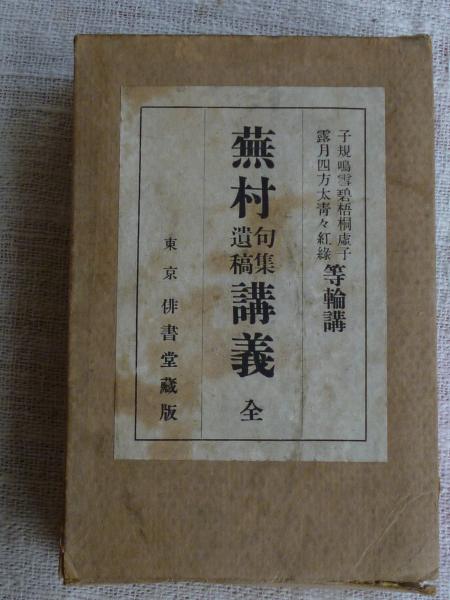 子規鳴雪碧梧桐虚子
露月四方太青々紅緑
等輪講
蕪村句集遺稿講義 全
東京 俳書堂藏版